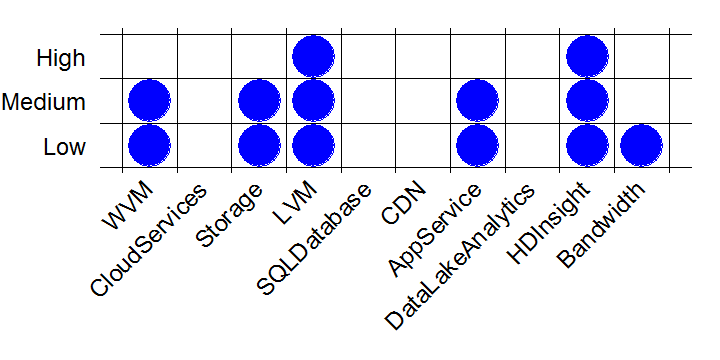 High
Medium
Low
WVM
CloudServices
Storage
LVM
SQLDatabase
CDN
AppService
DataLakeAnalytics
HDInsight
Bandwidth